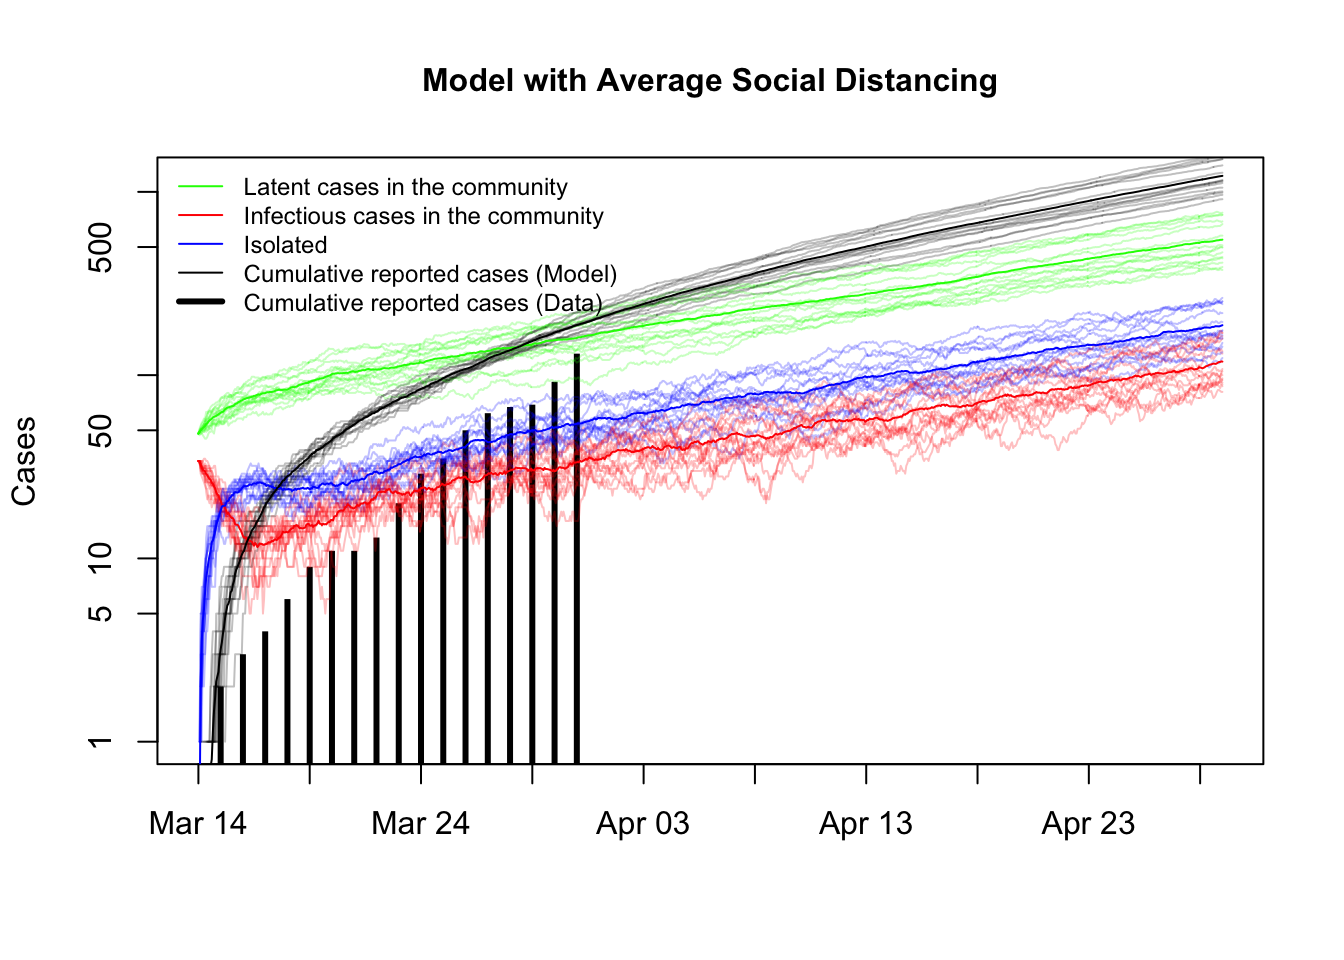 Model with Average Social Distancing
Latent cases in the community
Infectious cases in the community
Isolated
Cumulative reported cases (Model)
Cumulative reported cases (Data)
Cases
500
50
10
5
1
Mar 14 Mar 24 Apr 03 Apr 13 Apr 23